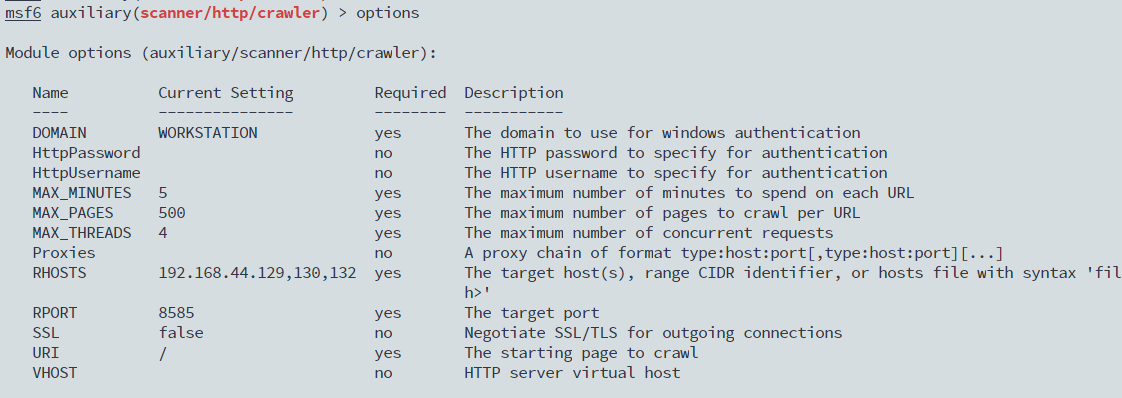 msf6 auxiliary(scanner/http/crawler) > options
Module options (auxiliary/scanner/http/crawler):
Name Current Setting Required Description
---- --------------- -------- -----------
DOMAIN WORKSTATION yes The domain to use for windows authentication
HttpPassword no The HTTP password to specify for authentication
HttpUsername no The HTTP username to specify for authentication
MAX_MINUTES 5 yes The maximum number of minutes to spend on each URL
MAX_PAGES 500 yes The maximum number of pages to crawl per URL
MAX_THREADS 4 yes The maximum number of concurrent requests
Proxies no A proxy chain of format type:host:port[,type:host:port][...]
RHOSTS 192.168.44.129,130,132 yes The target host(s), range CIDR identifier, or hosts file with syntax 'fil
h>'
RPORT 8585 yes The target port
SSL false no Negotiate SSL/TLS for outgoing connections
URI / yes The starting page to crawl
VHOST no HTTP server virtual host